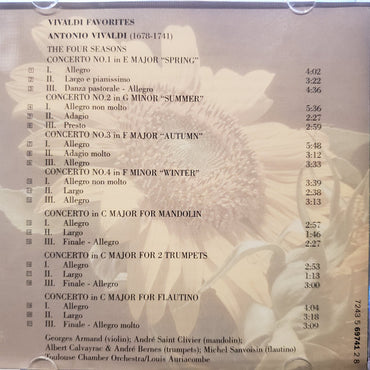 VIVALDI FAVORITES
ANTONIO VIVALDI (1678-1741)
THE FOUR SEASONS
CONCERTO NO.1 in E MAJOR "SPRING"
I. Allegro 4:02
II. Largo e pianissimo 3:22
III. Danza pastorale - Allegro 4:36
CONCERTO NO.2 in G MINOR "SUMMER"
I. Allegro non molto 5:36
II. Adagio 2:27
III. Presto 2:59
CONCERTO NO.3 in F MAJOR "AUTUMN"
I. Allegro 5:48
II. Adagio molto 3:12
III. Allegro 3:33
CONCERTO NO.4 in F MINOR "WINTER"
I. Allegro non molto 3:39
II. Largo 2:38
III. Allegro 3:13
CONCERTO in C MAJOR FOR MANDOLIN
I. Allegro 2:57
II. Largo 1:46
III. Finale - Allegro 2:27
CONCERTO in C MAJOR FOR 2 TRUMPETS
I. Allegro 2:53
II. Largo 1:13
III. Finale - Allegro 3:00
CONCERTO in C MAJOR FOR FLAUTINO
I. Allegro 4:04
II. Largo 3:18
III. Finale - Allegro molto 3:09
Georges Armand (violin); André Saint Clivier (mandolin);
Albert Calvayrac & André Bernes (trumpets); Michel Sanvoisin (flautino)
Toulouse Chamber Orchestra/Louis Auriacombe
7243 5 69741 2 8